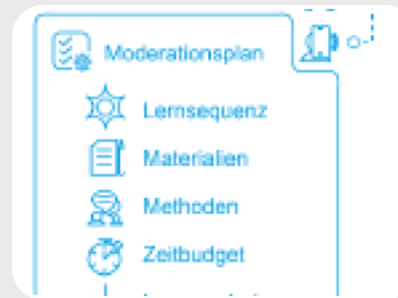 Moderationsplan
Lernsequenz
Materialien
Methoden
Zeitbudget